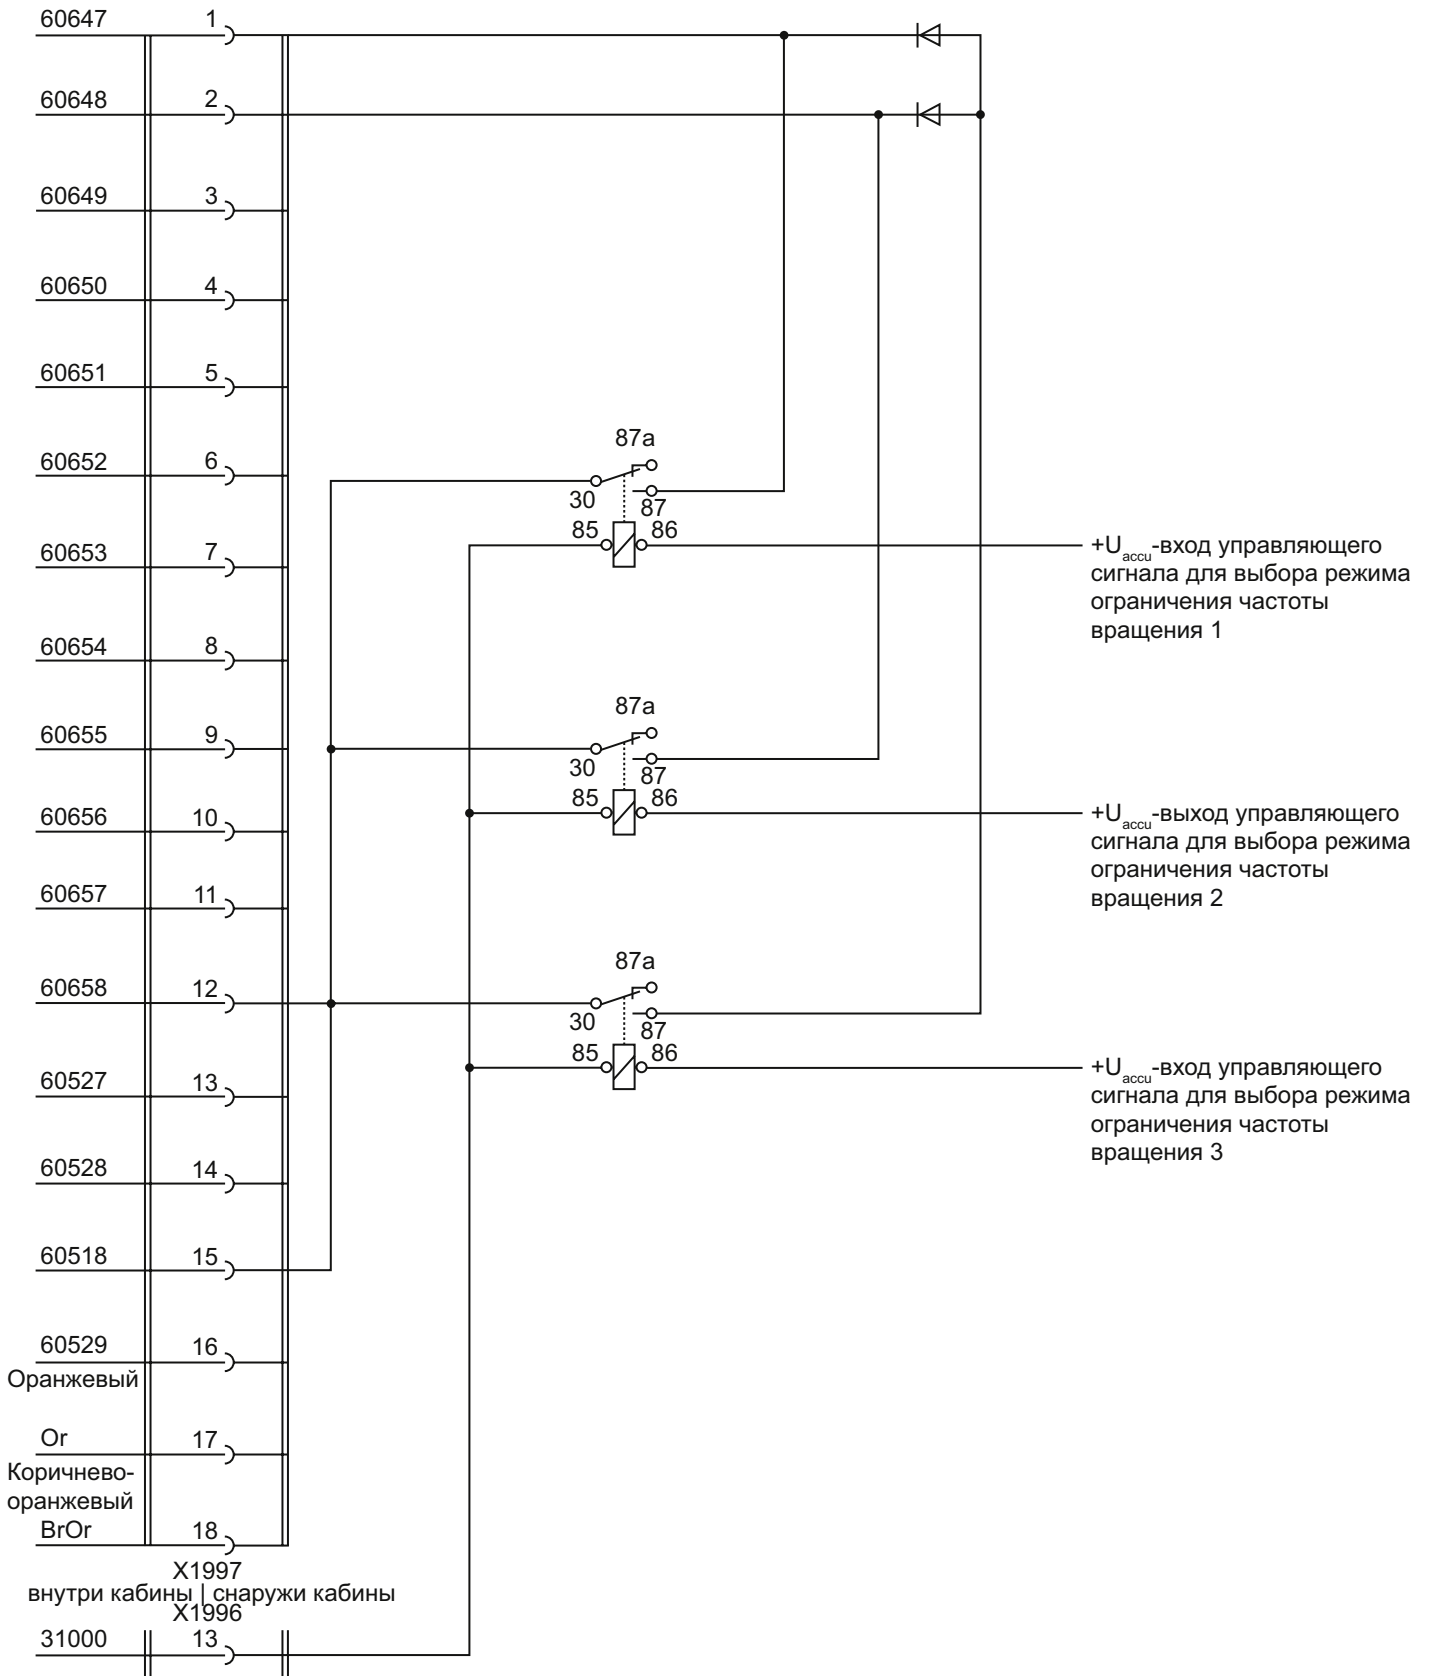 60647 1
60648 2
60649 3
60650 4
60651 5
60652 6
60653 7
60654 8
60655 9
60656 10
60657 11
60658 12
60527 13
60528 14
60518 15
60529 16
Оранжевый
Or 17
Коричнево-
оранжевый
BrOr 18
X1997
внутри кабины | снаружи кабины
X1996
31000 13
87a
30
87
85 86
+Uaccu-вход управляющего
сигнала для выбора режима
ограничения частоты
вращения 1
87a
30
87
85 86
+Uaccu-выход управляющего
сигнала для выбора режима
ограничения частоты
вращения 2
87a
30
87
85 86
+Uaccu-вход управляющего
сигнала для выбора режима
ограничения частоты
вращения 3